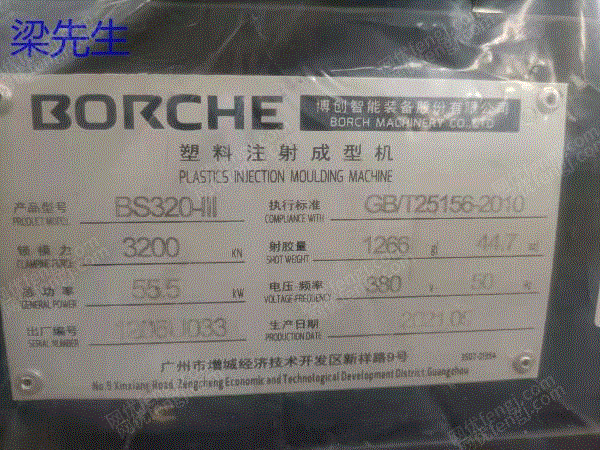 梁先生
BORCHE 博创智能装备股份有限公司
BORCH MACHINERY CO.,LTD
塑料注射成型机
PLASTICS INJECTION MOULDING MACHINE
产品型号 BS320-III 执行标准 GB/T25156-2010
PRODUCT MODEL COMPLIANCE WITH
锁模力 3200 KN 射胶量 1266 g 44.7 oz
CLAMPING FORCE SHOT WEIGHT
总功率 55.5 KW 电压 频率 380 V 50
GENERAL POWER VOLTAGE-FREQUENCY
出厂编号 生产日期
SERIAL NUMBER PRODUCTION DATE
广州市增城经济技术开发区新祥路9号
No.9 Xinxiang Road, Zengcheng Economic and Technological Development District, Guangzhou